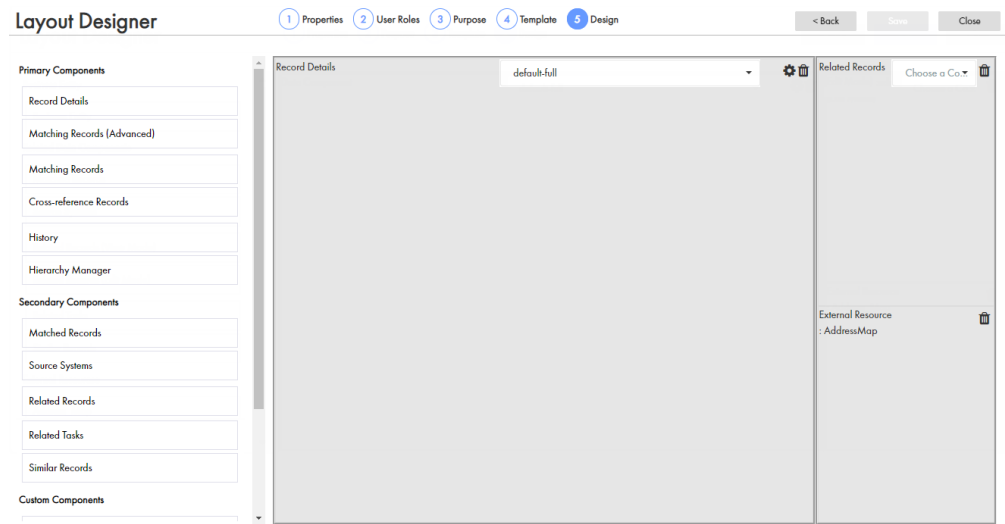 Layout Designer
1 Properties 2 User Roles 3 Purpose 4 Template 5 Design
< Back Save Close
Primary Components
Record Details
Matching Records (Advanced)
Matching Records
Cross-reference Records
History
Hierarchy Manager
Secondary Components
Matched Records
Source Systems
Related Records
Related Tasks
Similar Records
Custom Components
Record Details default-full
Related Records Choose a Co...
External Resource
: AddressMap